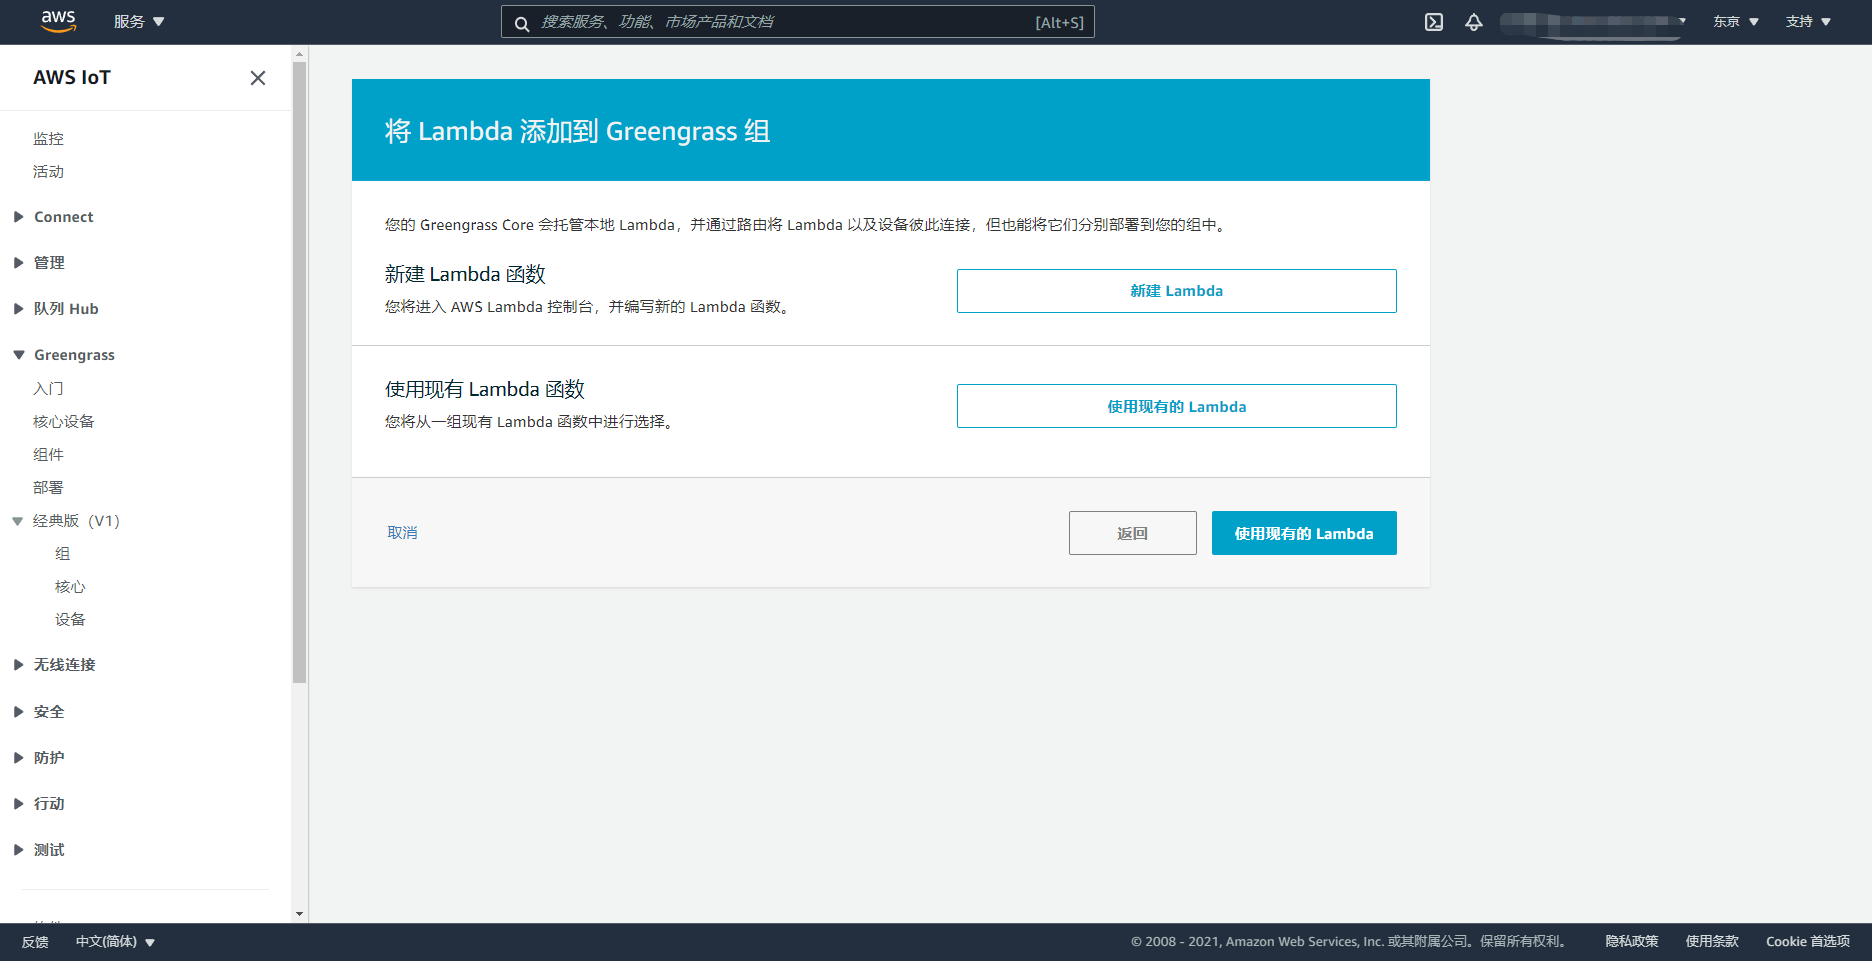 aws 服务 搜索服务、功能、市场产品和文档 [Alt+S] 东京 支持
AWS IoT
监控
活动
Connect
管理
队列 Hub
Greengrass
入门
核心设备
组件
部署
经典版（V1）
组
核心
设备
无线连接
安全
防护
行动
测试
将 Lambda 添加到 Greengrass 组
您的 Greengrass Core 会托管本地 Lambda，并通过路由将 Lambda 以及设备彼此连接，但也能将它们分别部署到您的组中。
新建 Lambda 函数
您将进入 AWS Lambda 控制台，并编写新的 Lambda 函数。
新建 Lambda
使用现有 Lambda 函数
您将从一组现有 Lambda 函数中进行选择。
使用现有的 Lambda
取消 返回 使用现有的 Lambda
反馈 中文(简体) © 2008 - 2021, Amazon Web Services, Inc. 或其附属公司。保留所有权利。 隐私政策 使用条款 Cookie 首选项